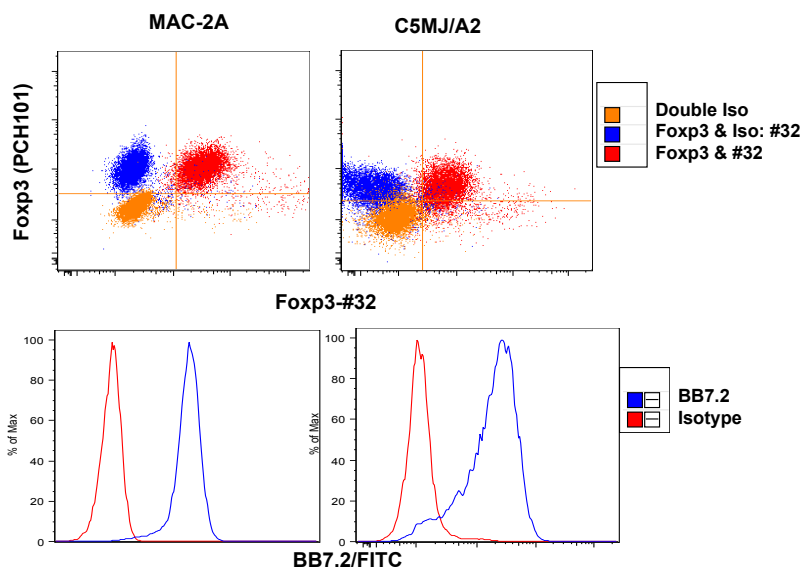 MAC-2A
C5MJ/A2
Foxp3 (PCH101)
Double Iso
Foxp3 & Iso: #32
Foxp3 & #32
Foxp3-#32
% of Max
100
80
60
40
20
0
% of Max
100
80
60
40
20
0
BB7.2
Isotype
BB7.2/FITC